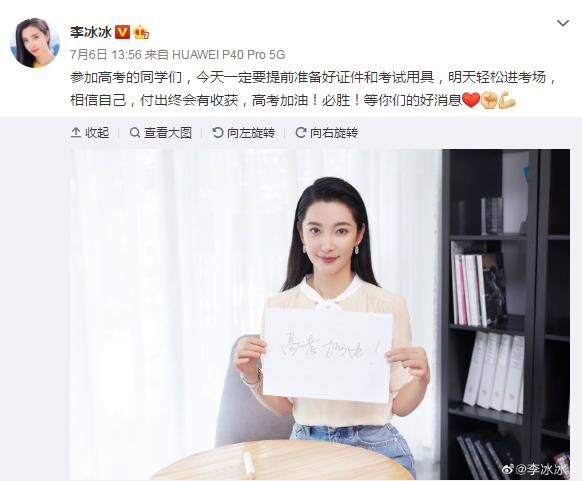 李冰冰
7月6日 13:56 来自 HUAWEI P40 Pro 5G
参加高考的同学们，今天一定要提前准备好证件和考试用具，明天轻松进考场，
相信自己，付出终会有收获，高考加油！必胜！等你们的好消息❤️✊💪
收起 查看大图 向左旋转 向右旋转
高考加油！
@李冰冰